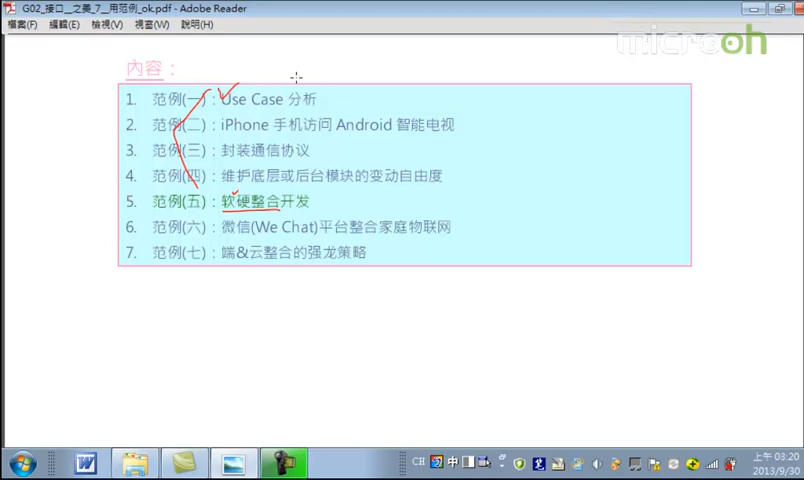 G02_接口__之美_7__用范例_ok.pdf - Adobe Reader
檔案(F) 編輯(E) 檢視(V) 視窗(W) 說明(H)
microoh
內容：
1. 范例(一)：Use Case 分析
2. 范例(二)：iPhone 手机访问 Android 智能电视
3. 范例(三)：封装通信协议
4. 范例(四)：维护底层或后台模块的变动自由度
5. 范例(五)：软硬整合开发
6. 范例(六)：微信(We Chat)平台整合家庭物联网
7. 范例(七)：端&云整合的强龙策略
CH 中 上午 03:20
2013/9/30